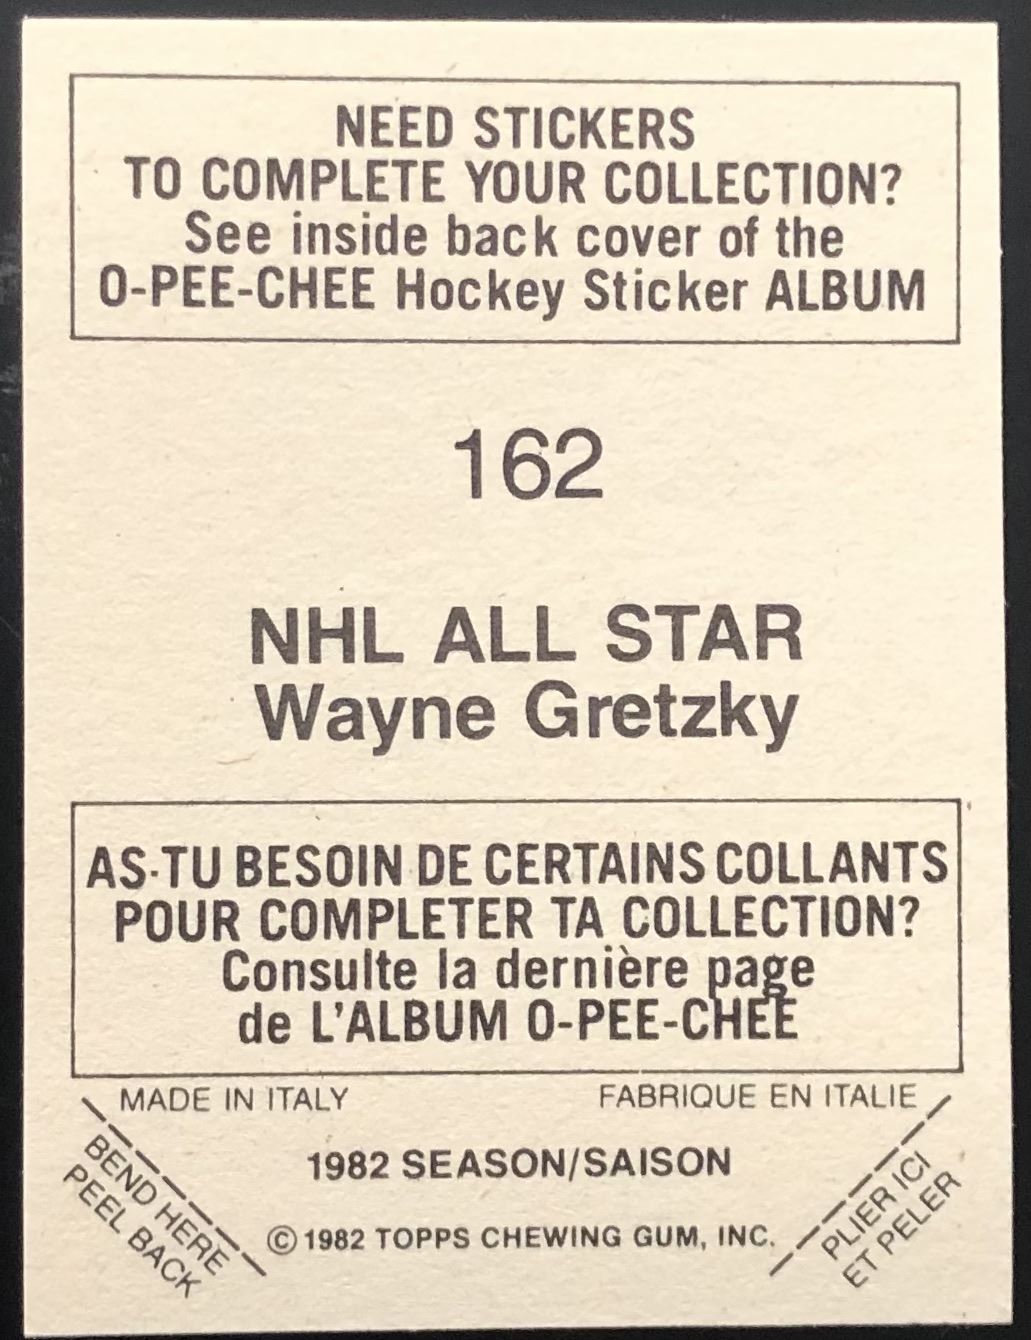 NEED STICKERS
TO COMPLETE YOUR COLLECTION?
See inside back cover of the
O-PEE-CHEE Hockey Sticker ALBUM
162
NHL ALL STAR
Wayne Gretzky
AS-TU BESOIN DE CERTAINS COLLANTS
POUR COMPLETER TA COLLECTION?
Consulte la dernière page
de L'ALBUM O-PEE-CHEE
MADE IN ITALY
FABRIQUE EN ITALIE
BEND HERE
PEEL BACK
1982 SEASON/SAISON
©1982 TOPPS CHEWING GUM, INC.
PLIER ICI
ET PELER